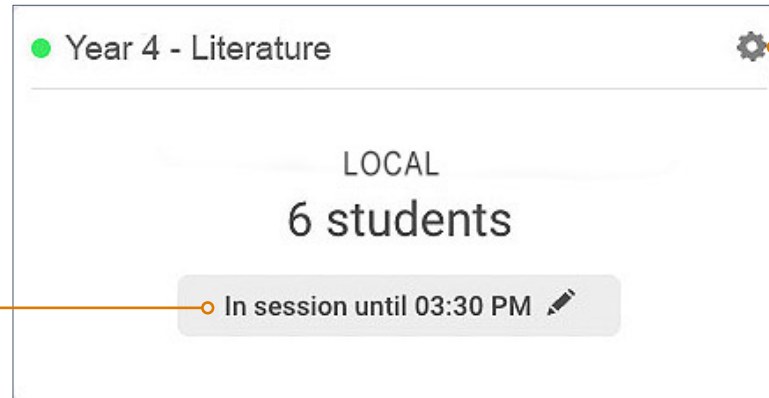 Year 4 - Literature
LOCAL
6 students
In session until 03:30 PM